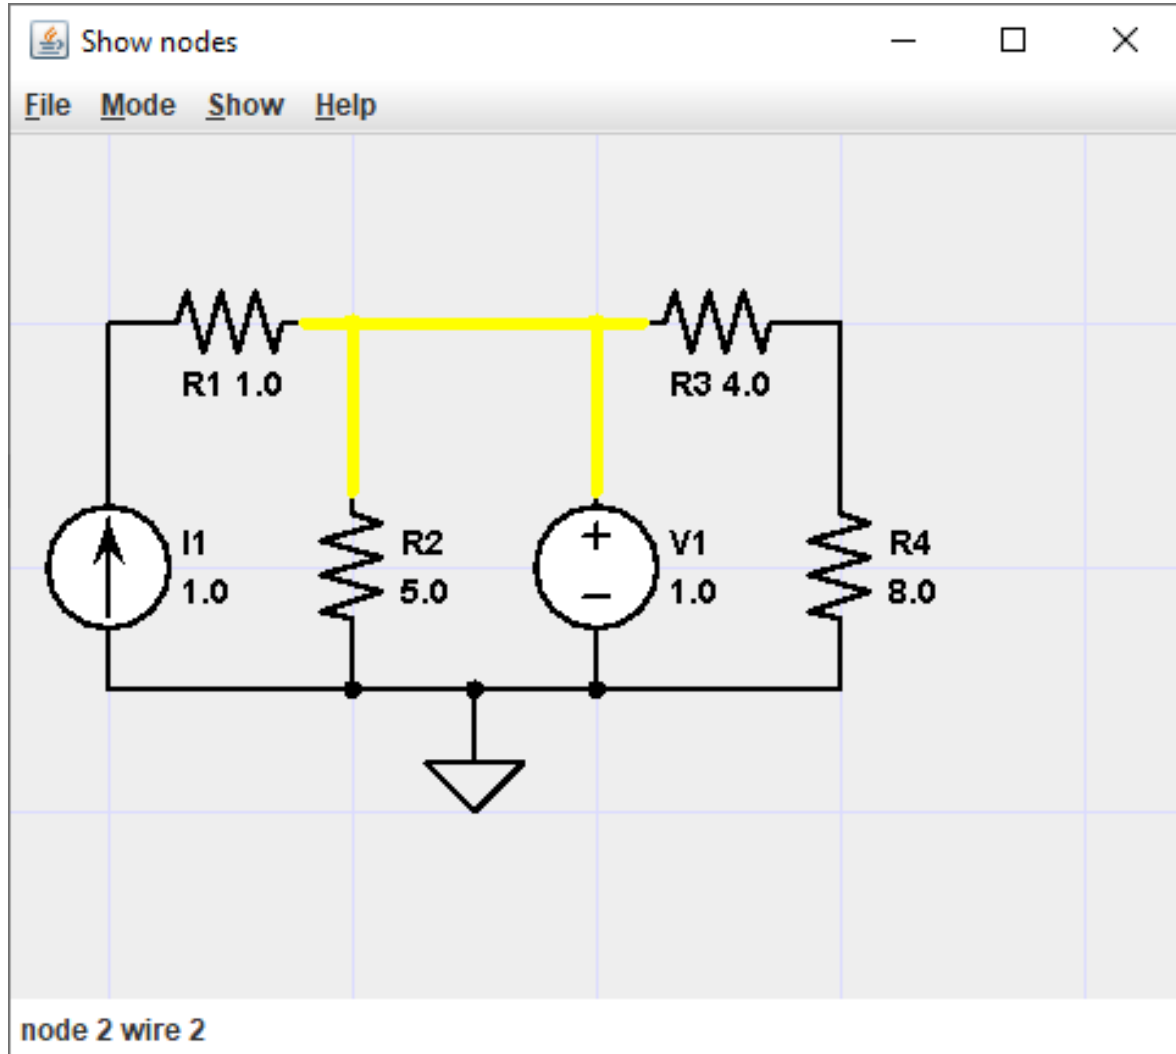 Show nodes
File Mode Show Help
R1 1.0
R3 4.0
I1
1.0
R2
5.0
+
−
V1
1.0
R4
8.0
node 2 wire 2